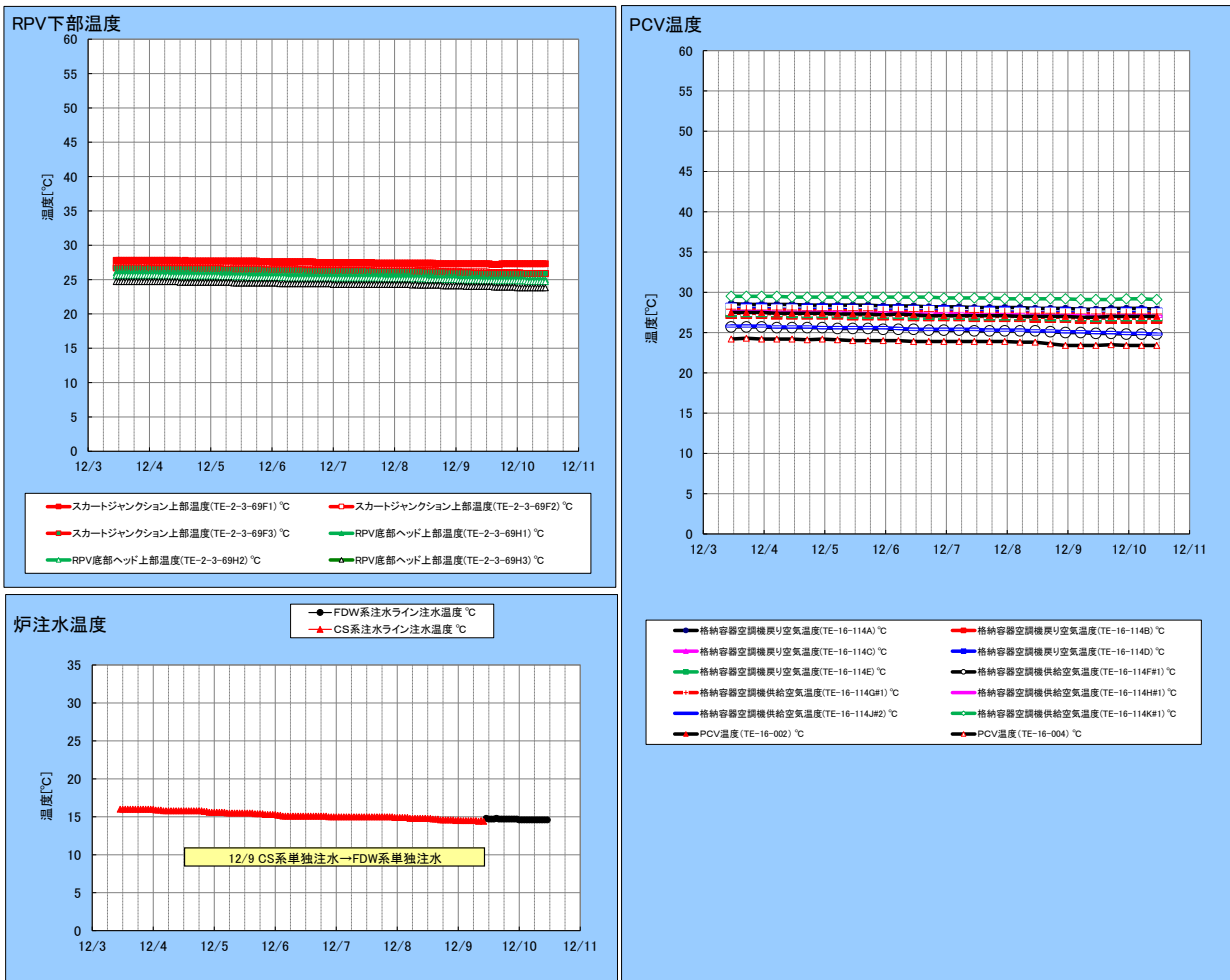 RPV下部温度
60
55
50
45
40
35
30
25
20
15
10
5
0
温度[℃]
12/3 12/4 12/5 12/6 12/7 12/8 12/9 12/10 12/11
スカートジャンクション上部温度(TE-2-3-69F1) ℃ スカートジャンクション上部温度(TE-2-3-69F2) ℃
スカートジャンクション上部温度(TE-2-3-69F3) ℃ RPV底部ヘッド上部温度(TE-2-3-69H1) ℃
RPV底部ヘッド上部温度(TE-2-3-69H2) ℃ RPV底部ヘッド上部温度(TE-2-3-69H3) ℃
炉注水温度
FDW系注水ライン注水温度 ℃
CS系注水ライン注水温度 ℃
35
30
25
20
15
10
5
0
温度[℃]
12/9 CS系単独注水→FDW系単独注水
12/3 12/4 12/5 12/6 12/7 12/8 12/9 12/10 12/11
PCV温度
60
55
50
45
40
35
30
25
20
15
10
5
0
温度[℃]
12/3 12/4 12/5 12/6 12/7 12/8 12/9 12/10 12/11
格納容器空調機戻り空気温度(TE-16-114A) ℃ 格納容器空調機戻り空気温度(TE-16-114B) ℃
格納容器空調機戻り空気温度(TE-16-114C) ℃ 格納容器空調機戻り空気温度(TE-16-114D) ℃
格納容器空調機戻り空気温度(TE-16-114E) ℃ 格納容器空調機供給空気温度(TE-16-114F#1) ℃
格納容器空調機供給空気温度(TE-16-114G#1) ℃ 格納容器空調機供給空気温度(TE-16-114H#1) ℃
格納容器空調機供給空気温度(TE-16-114J#2) ℃ 格納容器空調機供給空気温度(TE-16-114K#1) ℃
PCV温度(TE-16-002) ℃ PCV温度(TE-16-004) ℃